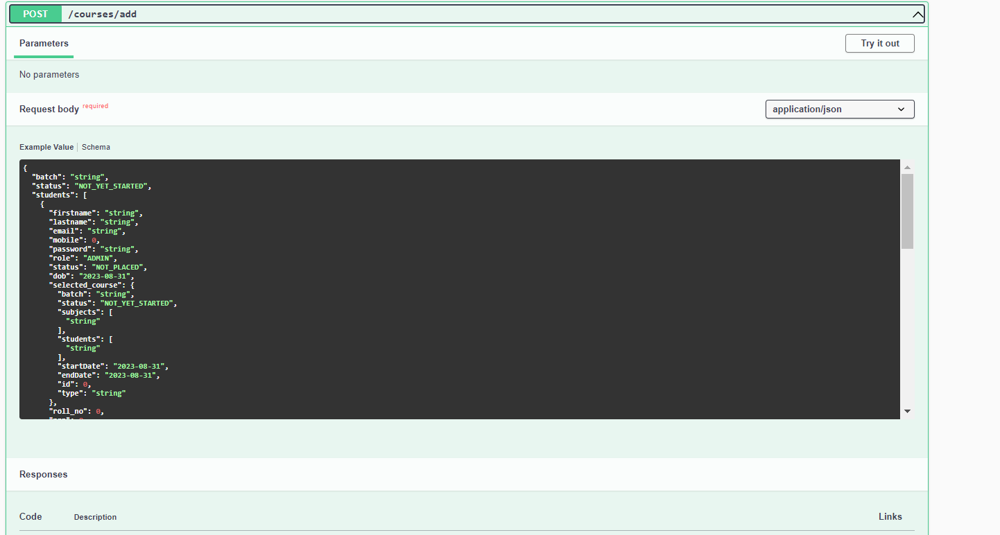 POST /courses/add
Parameters
Try it out
No parameters
Request body required
application/json
Example Value Schema
{
"batch": "string",
"status": "NOT_YET_STARTED",
"students": [
{
"firstname": "string",
"lastname": "string",
"email": "string",
"mobile": 0,
"password": "string",
"role": "ADMIN",
"status": "NOT_PLACED",
"dob": "2023-08-31",
"selected_course": {
"batch": "string",
"status": "NOT_YET_STARTED",
"subjects": [
"string"
],
"students": [
"string"
],
"startDate": "2023-08-31",
"endDate": "2023-08-31",
"id": 0,
"type": "string"
},
"roll_no": 0,
Responses
Code Description Links